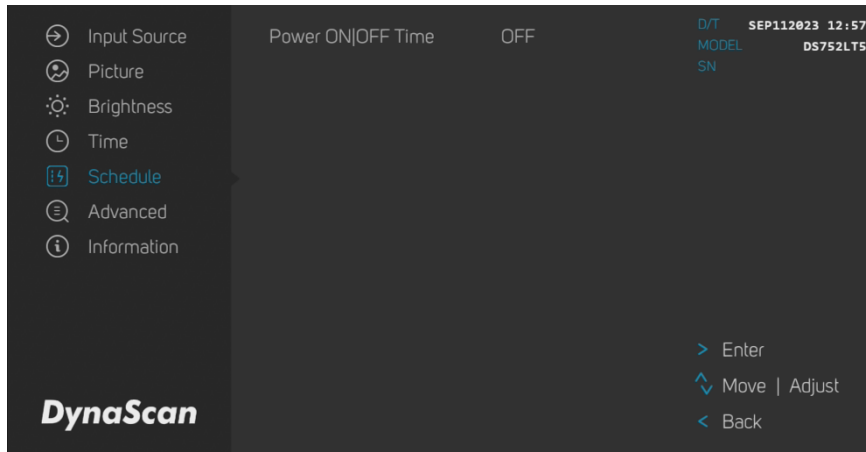 Input Source
Picture
Brightness
Time
Schedule
Advanced
Information
DynaScan
Power ON|OFF Time OFF
D/T SEP112023 12:57
MODEL DS752LT5
SN
> Enter
Move | Adjust
< Back